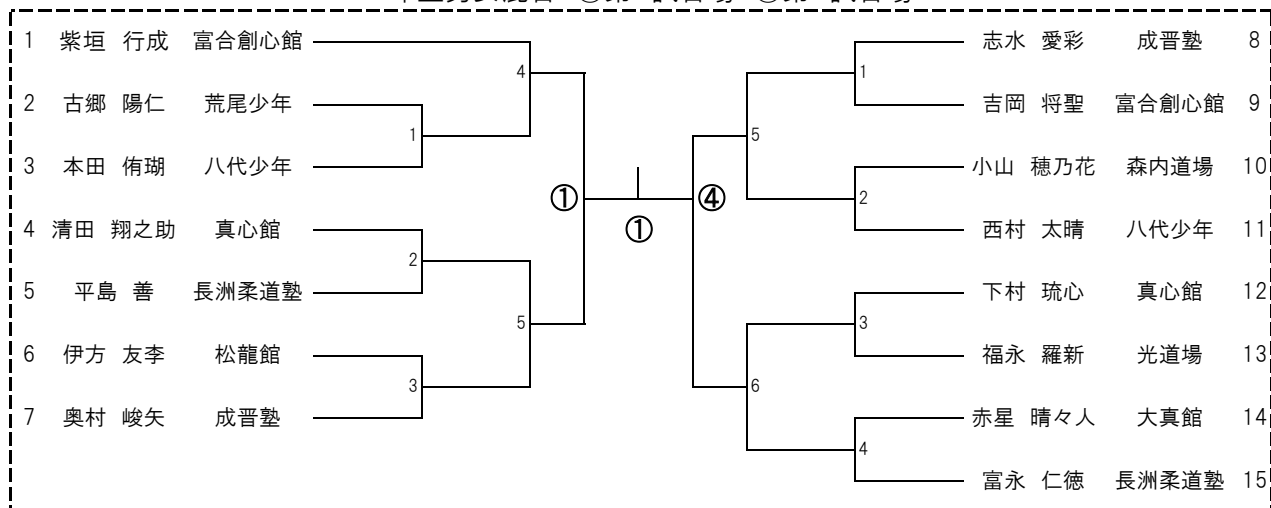 1 紫垣 行成 富合創心館
2 古郷 陽仁 荒尾少年
3 本田 侑瑚 八代少年
4 清田 翔之助 真心館
5 平島 善 長洲柔道塾
6 伊方 友李 松龍館
7 奥村 峻矢 成晋塾
4
1
2
5
3
①
①
④
1
5
2
3
6
4
志水 愛彩 成晋塾 8
吉岡 将聖 富合創心館 9
小山 穂乃花 森内道場 10
西村 太晴 八代少年 11
下村 琉心 真心館 12
福永 羅新 光道場 13
赤星 晴々人 大真館 14
富永 仁徳 長洲柔道塾 15